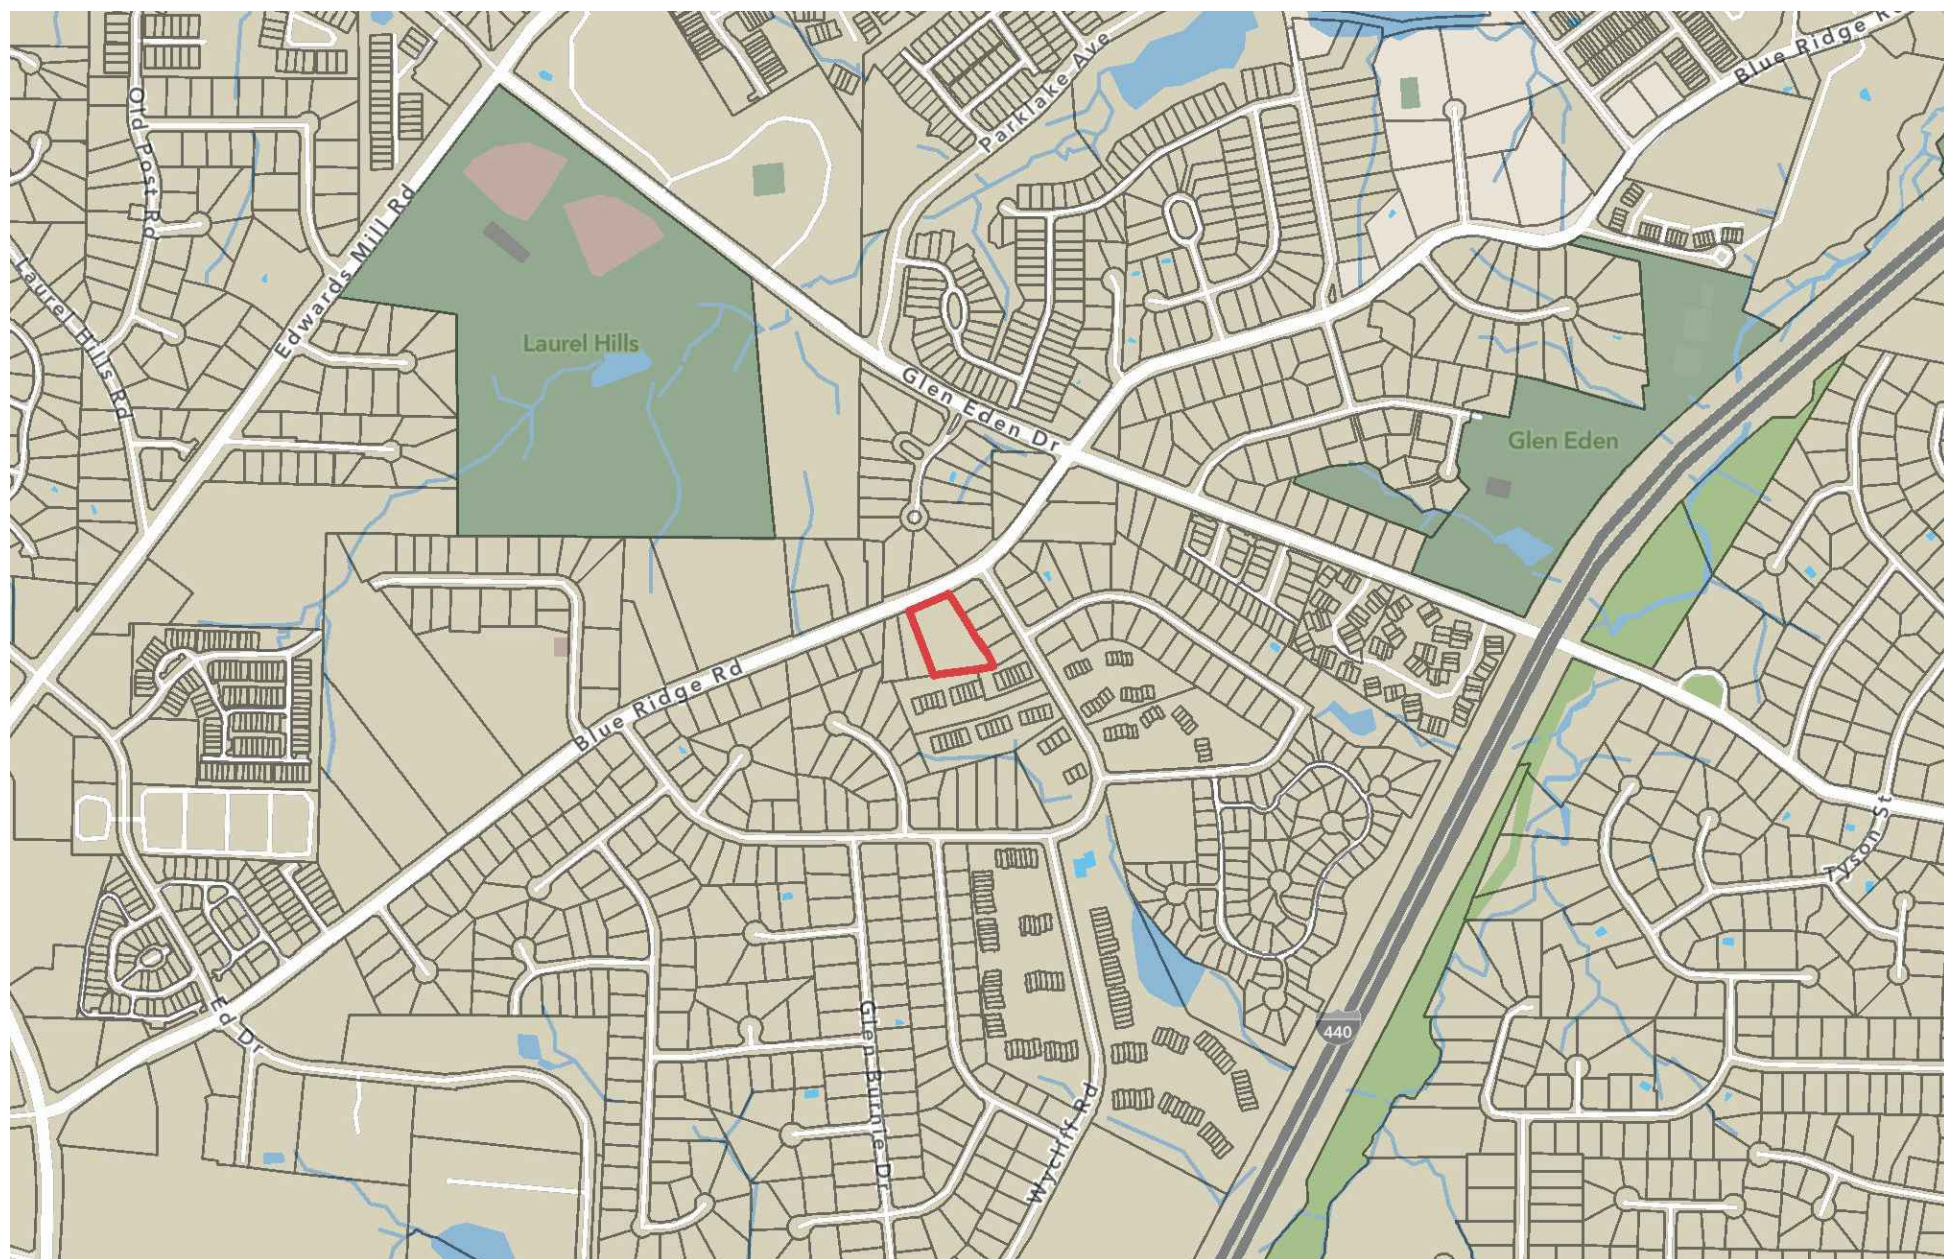 Blue Ridge Rd
Parklake Ave
Old Post Rd
Edwards Mill Rd
Laurel Hills Rd
Laurel Hills
Glen Eden Dr
Glen Eden
Blue Ridge Rd
Tyson St
Ed Dr
Glen Burnie Dr
440
Wycliff Rd